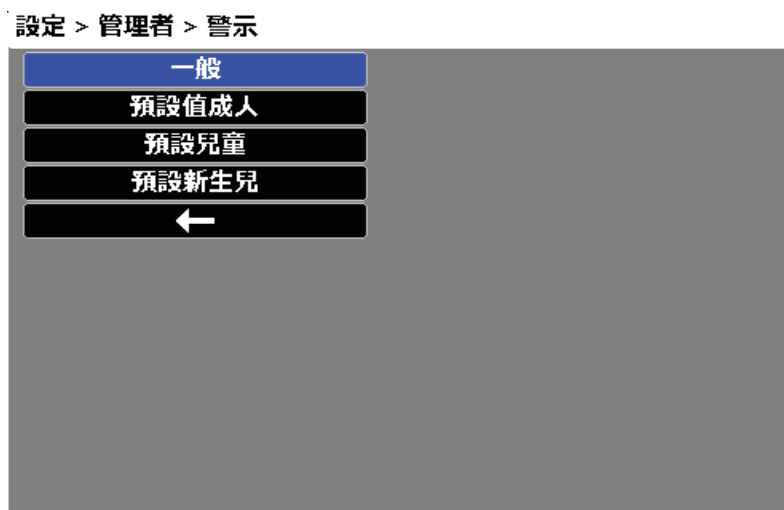 設定 > 管理者 > 警示
一般
預設值成人
預設兒童
預設新生兒
←